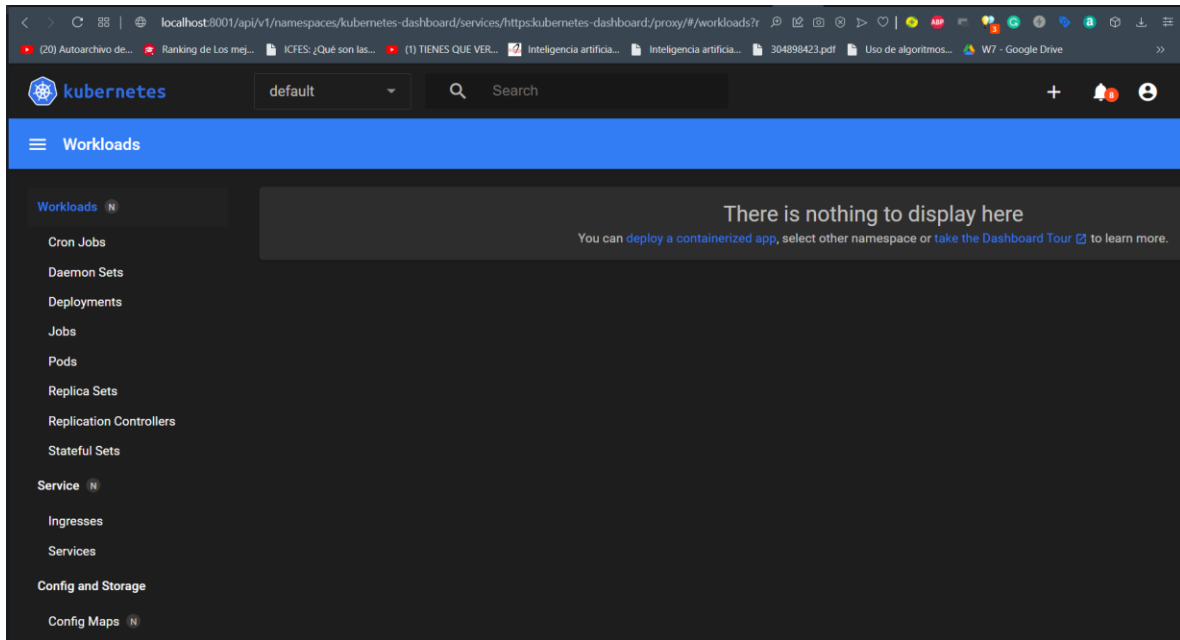 localhost:8001/api/v1/namespaces/kubernetes-dashboard/services/https:kubernetes-dashboard:/proxy/#/workloads?r
(20) Autoarchivo de... Ranking de Los mej... ICFES: ¿Qué son las... (1) TIENES QUE VER... Inteligencia artificia... Inteligencia artificia... 304898423.pdf Uso de algoritmos... W7 - Google Drive
kubernetes default Search 8
Workloads
Workloads N
There is nothing to display here
You can deploy a containerized app, select other namespace or take the Dashboard Tour to learn more.
Cron Jobs
Daemon Sets
Deployments
Jobs
Pods
Replica Sets
Replication Controllers
Stateful Sets
Service N
Ingresses
Services
Config and Storage
Config Maps N